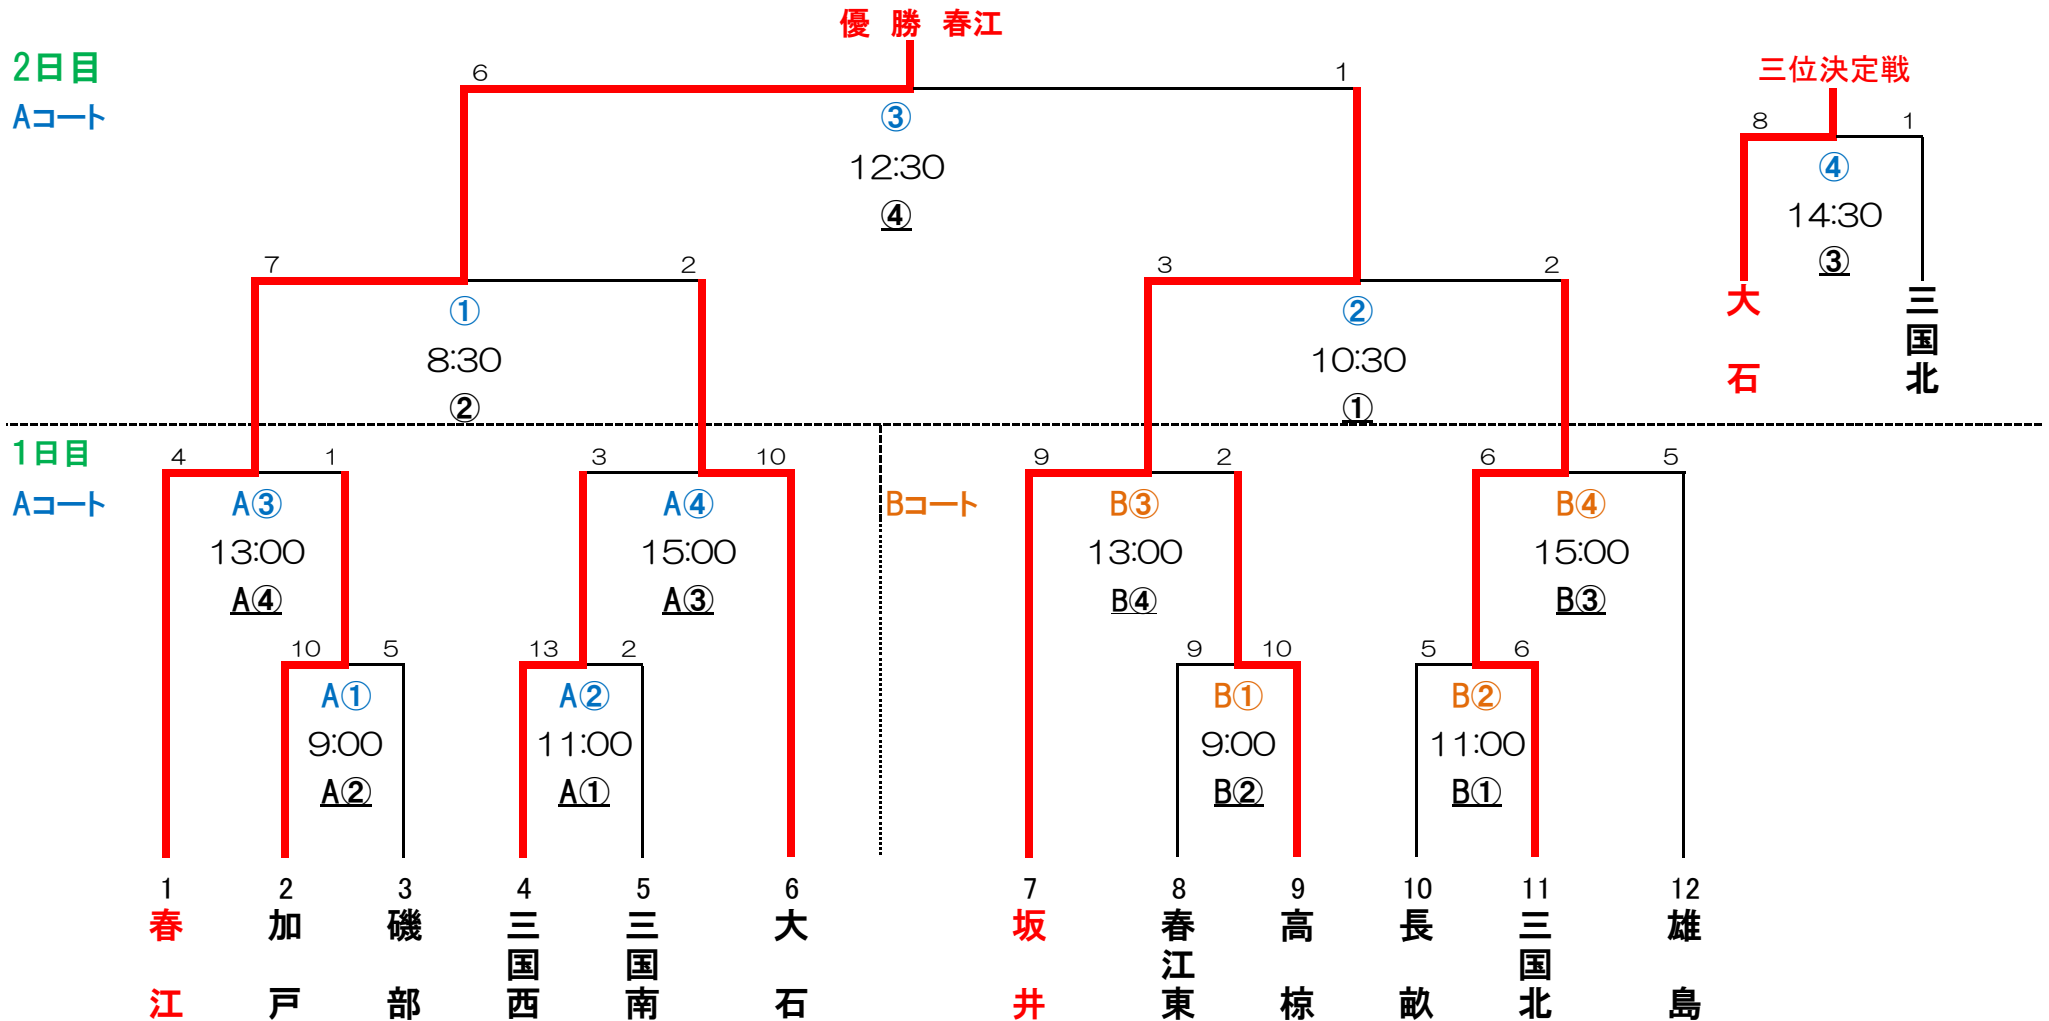 優 勝 春江
2日目
6
1
三位決定戦
Aコート
③
8
1
12:30
④
④
14:30
③
7
2
3
2
大石
三国北
①
②
8:30
10:30
②
①
1日目
4
1
3
10
9
2
6
5
Aコート
A③
A④
Bコート
B③
B④
13:00
15:00
13:00
15:00
A④
A③
B④
B③
10
5
13
2
9
10
5
6
A①
A②
B①
B②
9:00
11:00
9:00
11:00
A②
A①
B②
B①
1
2
3
4
5
6
7
8
9
10
11
12
春江
加戸
磯部
三国西
三国南
大石
坂井
春江東
高椋
長畝
三国北
雄島